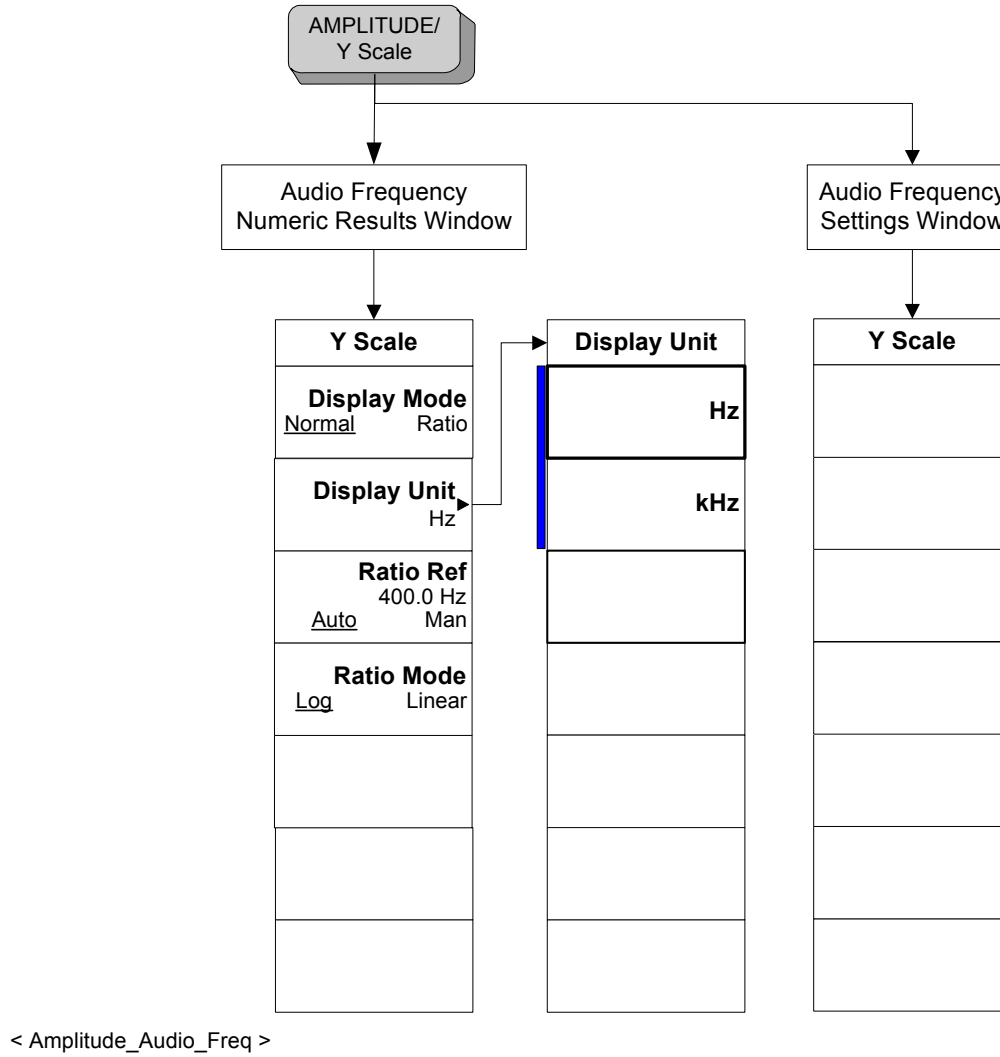 AMPLITUDE/
Y Scale
Audio Frequency
Numeric Results Window
Audio Frequency
Settings Window
Y Scale
Display Mode
Normal Ratio
Display Unit
Hz
Ratio Ref
400.0 Hz
Auto Man
Ratio Mode
Log Linear
Display Unit
Hz
kHz
Y Scale
< Amplitude_Audio_Freq >